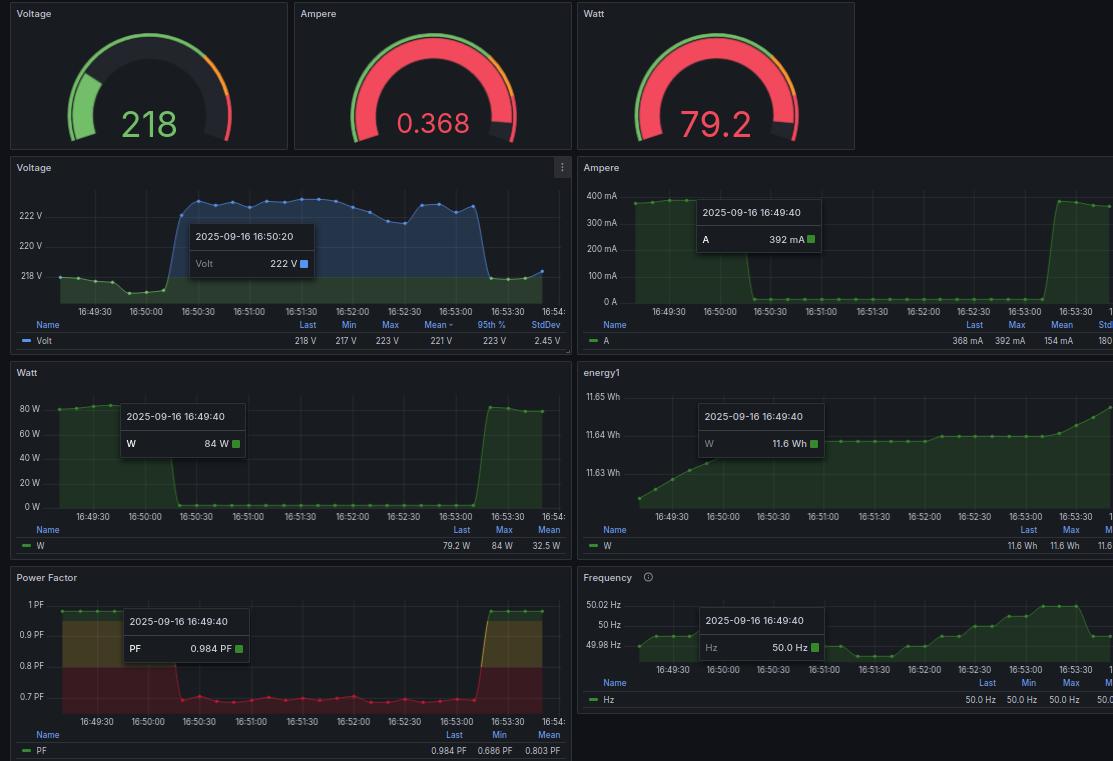 Voltage Ampere Watt
218 0.368 79.2
Voltage Ampere
222 V
220 V
218 V
2025-09-16 16:50:20
Volt 222 V
16:49:30 16:50:00 16:50:30 16:51:00 16:51:30 16:52:00 16:52:30 16:53:00 16:53:30 16:54:
Name Last Min Max Mean 95th % StdDev
Volt 218 V 217 V 223 V 221 V 223 V 2.45 V
400 mA
300 mA
200 mA
100 mA
0 A
2025-09-16 16:49:40
A 392 mA
16:49:30 16:50:00 16:50:30 16:51:00 16:51:30 16:52:00 16:52:30 16:53:00 16:53:30 1
Name Last Max Mean Std
A 368 mA 392 mA 154 mA 180
Watt energy1
80 W
60 W
40 W
20 W
0 W
2025-09-16 16:49:40
W 84 W
16:49:30 16:50:00 16:50:30 16:51:00 16:51:30 16:52:00 16:52:30 16:53:00 16:53:30 16:54:
Name Last Max Mean
W 79.2 W 84 W 32.5 W
11.65 Wh
11.64 Wh
11.63 Wh
2025-09-16 16:49:40
W 11.6 Wh
16:49:30 16:50:00 16:50:30 16:51:00 16:51:30 16:52:00 16:52:30 16:53:00 16:53:30 1
Name Last Max M
W 11.6 Wh 11.6 Wh 11.6
Power Factor Frequency
1 PF
0.9 PF
0.8 PF
0.7 PF
2025-09-16 16:49:40
PF 0.984 PF
16:49:30 16:50:00 16:50:30 16:51:00 16:51:30 16:52:00 16:52:30 16:53:00 16:53:30 16:54:
Name Last Min Mean
PF 0.984 PF 0.686 PF 0.803 PF
50.02 Hz
50 Hz
49.98 Hz
2025-09-16 16:49:40
Hz 50.0 Hz
16:49:30 16:50:00 16:50:30 16:51:00 16:51:30 16:52:00 16:52:30 16:53:00 16:53:30 1
Name Last Min Max M
Hz 50.0 Hz 50.0 Hz 50.0 Hz 50.0